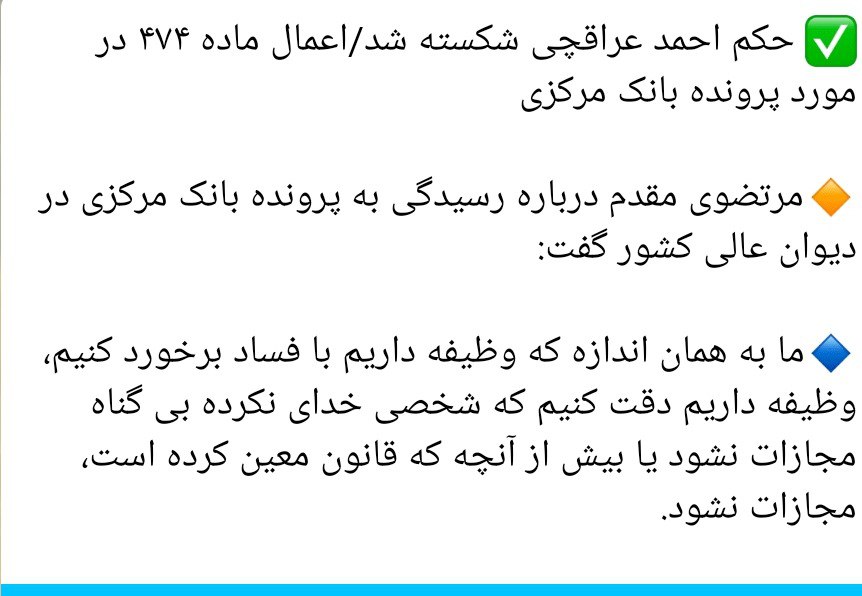 ✅ حکم احمد عراقچی شکسته شد/اعمال ماده ۴۷۴ در
مورد پرونده بانک مرکزی
🔶 مرتضوی مقدم درباره رسیدگی به پرونده بانک مرکزی در
دیوان عالی کشور گفت:
🔷 ما به همان اندازه که وظیفه داریم با فساد برخورد کنیم،
وظیفه داریم دقت کنیم که شخصی خدای نکرده بی گناه
مجازات نشود یا بیش از آنچه که قانون معین کرده است،
مجازات نشود.